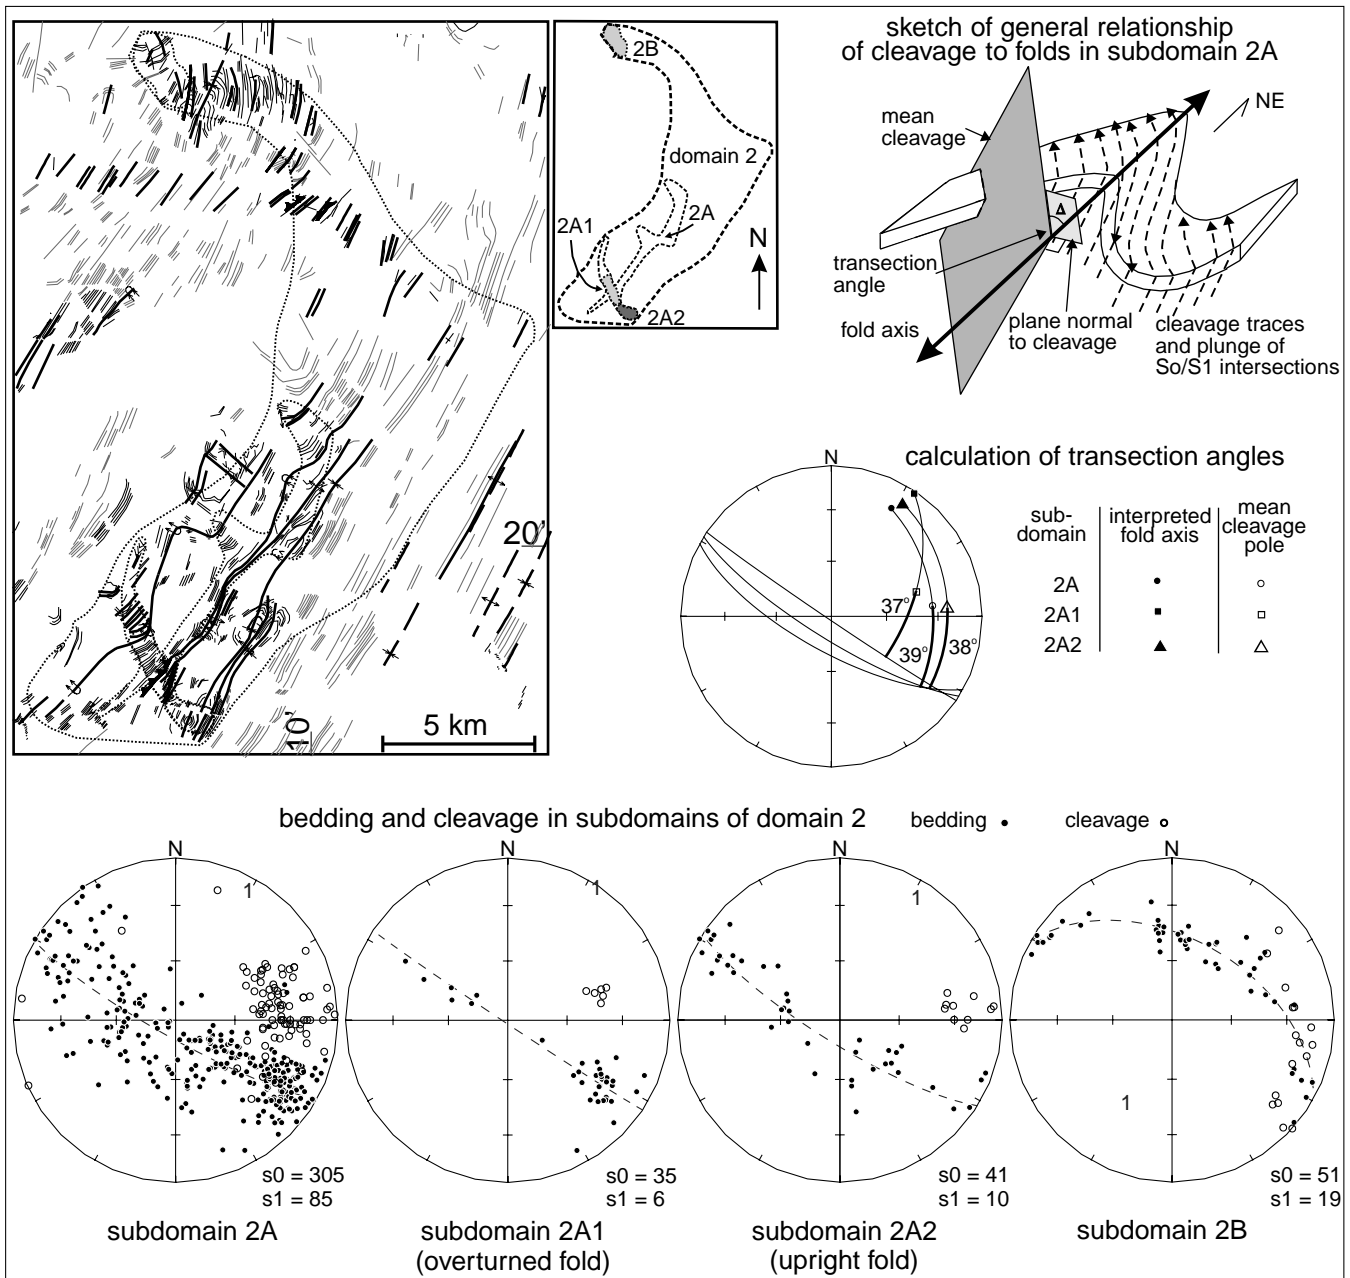 sketch of general relationship
of cleavage to folds in subdomain 2A
2B
domain 2
2A
2A1
2A2
N
mean
cleavage
NE
Δ
transection
angle
fold axis
plane normal
to cleavage
cleavage traces
and plunge of
So/S1 intersections
20'
10'
5 km
calculation of transection angles
N
37°
39°
38°
sub-
domain
interpreted
fold axis
mean
cleavage
pole
2A
2A1
2A2
bedding and cleavage in subdomains of domain 2
bedding
cleavage
N
1
s0 = 305
s1 = 85
subdomain 2A
N
1
s0 = 35
s1 = 6
subdomain 2A1
(overturned fold)
N
1
s0 = 41
s1 = 10
subdomain 2A2
(upright fold)
N
1
s0 = 51
s1 = 19
subdomain 2B